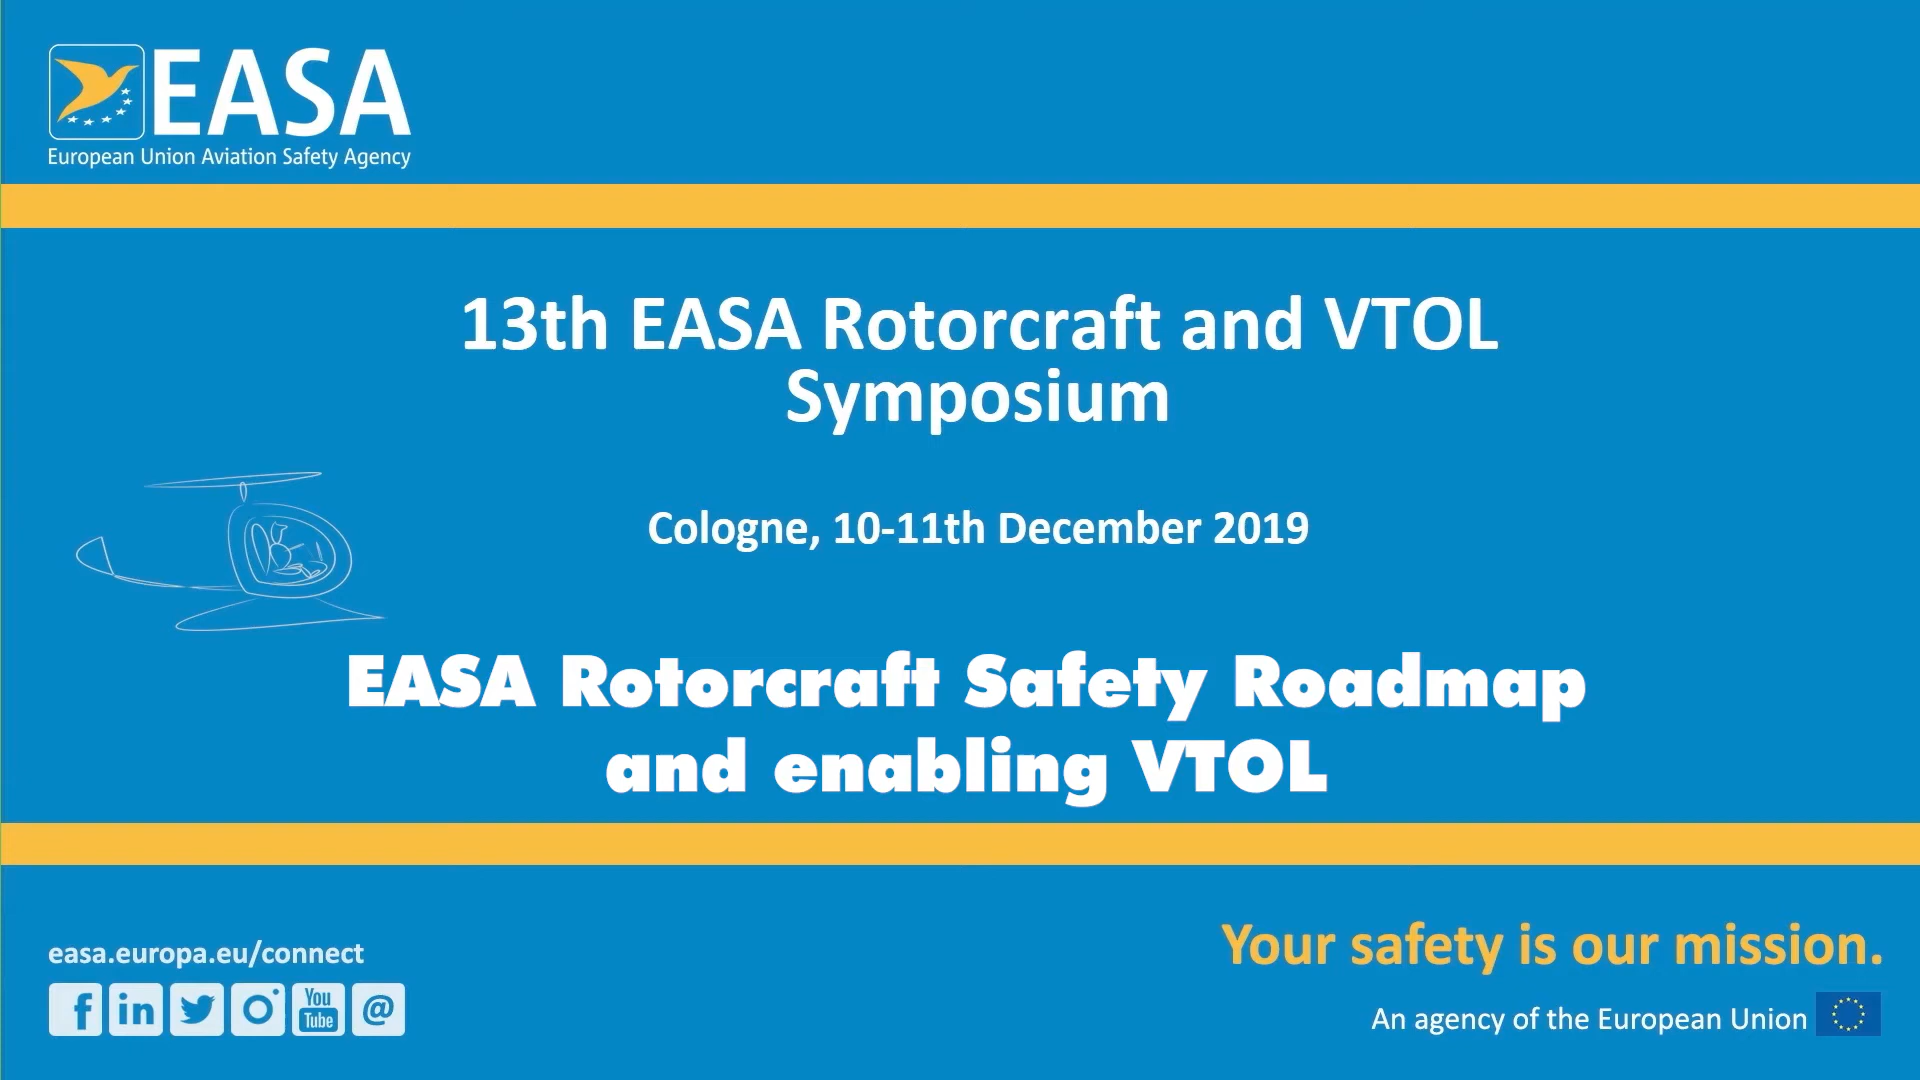 EASA
European Union Aviation Safety Agency
13th EASA Rotorcraft and VTOL
Symposium
Cologne, 10-11th December 2019
EASA Rotorcraft Safety Roadmap
and enabling VTOL
easa.europa.eu/connect
f in You Tube @
Your safety is our mission.
An agency of the European Union